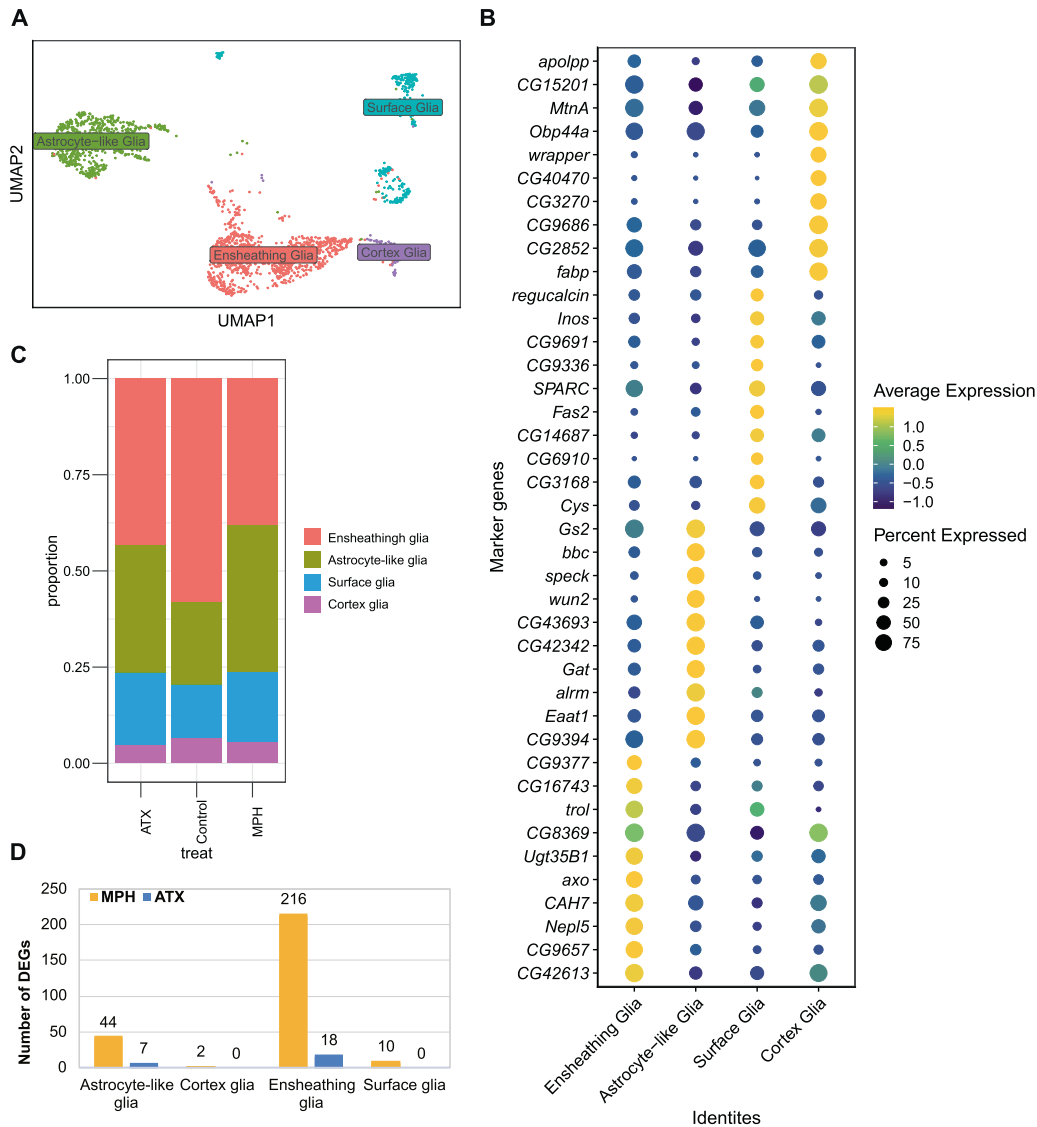 A
Surface Glia
Astrocyte−like Glia
Ensheathing Glia
Cortex Glia
UMAP2
UMAP1
B
apolpp
CG15201
MtnA
Obp44a
wrapper
CG40470
CG3270
CG9686
CG2852
fabp
regucalcin
Inos
CG9691
CG9336
SPARC
Fas2
CG14687
CG6910
CG3168
Cys
Gs2
bbc
speck
wun2
CG43693
CG42342
Gat
alrm
Eaat1
CG9394
CG9377
CG16743
trol
CG8369
Ugt35B1
axo
CAH7
Nepl5
CG9657
CG42613
Marker genes
Ensheathing Glia
Astrocyte−like Glia
Surface Glia
Cortex Glia
Identites
Average Expression
1.0
0.5
0.0
−0.5
−1.0
Percent Expressed
5
10
25
50
75
C
1.00
0.75
0.50
0.25
0.00
proportion
ATX
Control
MPH
treat
Ensheathingh glia
Astrocyte-like glia
Surface glia
Cortex glia
D
250
200
150
100
50
0
Number of DEGs
MPH ATX
44
7
2
0
216
18
10
0
Astrocyte-like
glia
Cortex glia
Ensheathing
glia
Surface glia